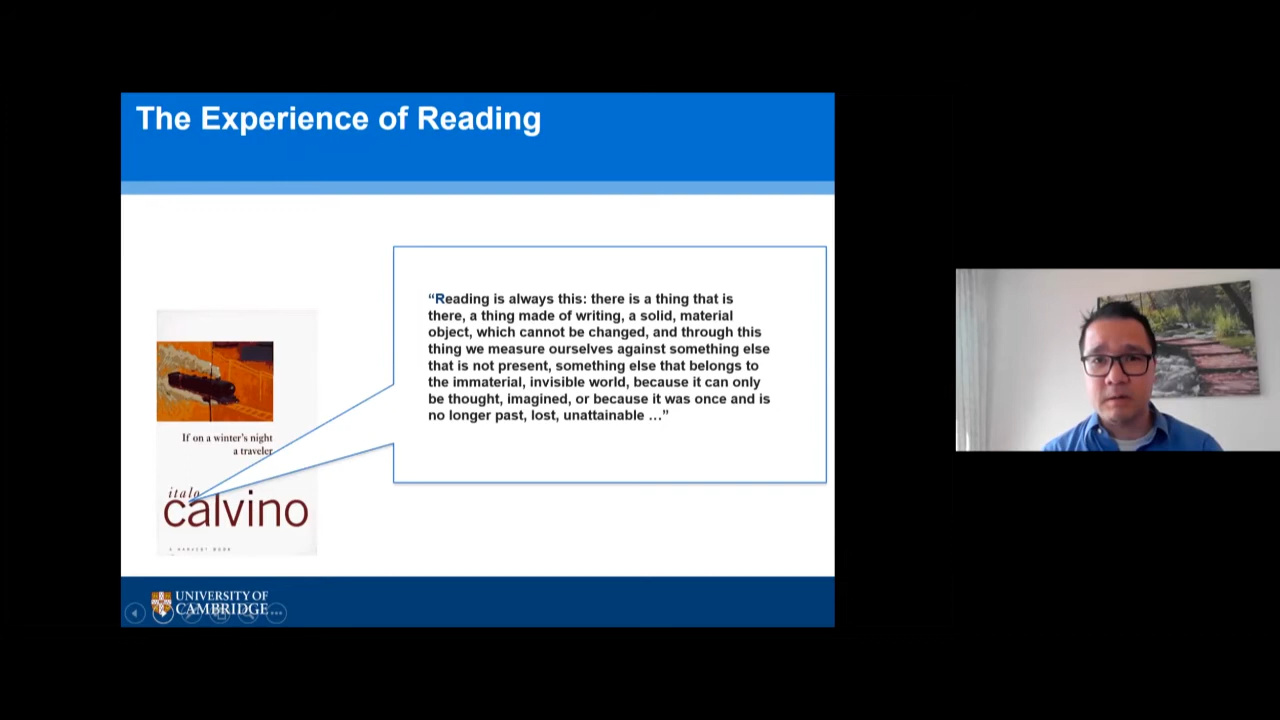 The Experience of Reading
“Reading is always this: there is a thing that is
there, a thing made of writing, a solid, material
object, which cannot be changed, and through this
thing we measure ourselves against something else
that is not present, something else that belongs to
the immaterial, invisible world, because it can only
be thought, imagined, or because it was once and is
no longer past, lost, unattainable …”
If on a winter's night
a traveler
italo
calvino
A HARVEST BOOK
UNIVERSITY OF
CAMBRIDGE